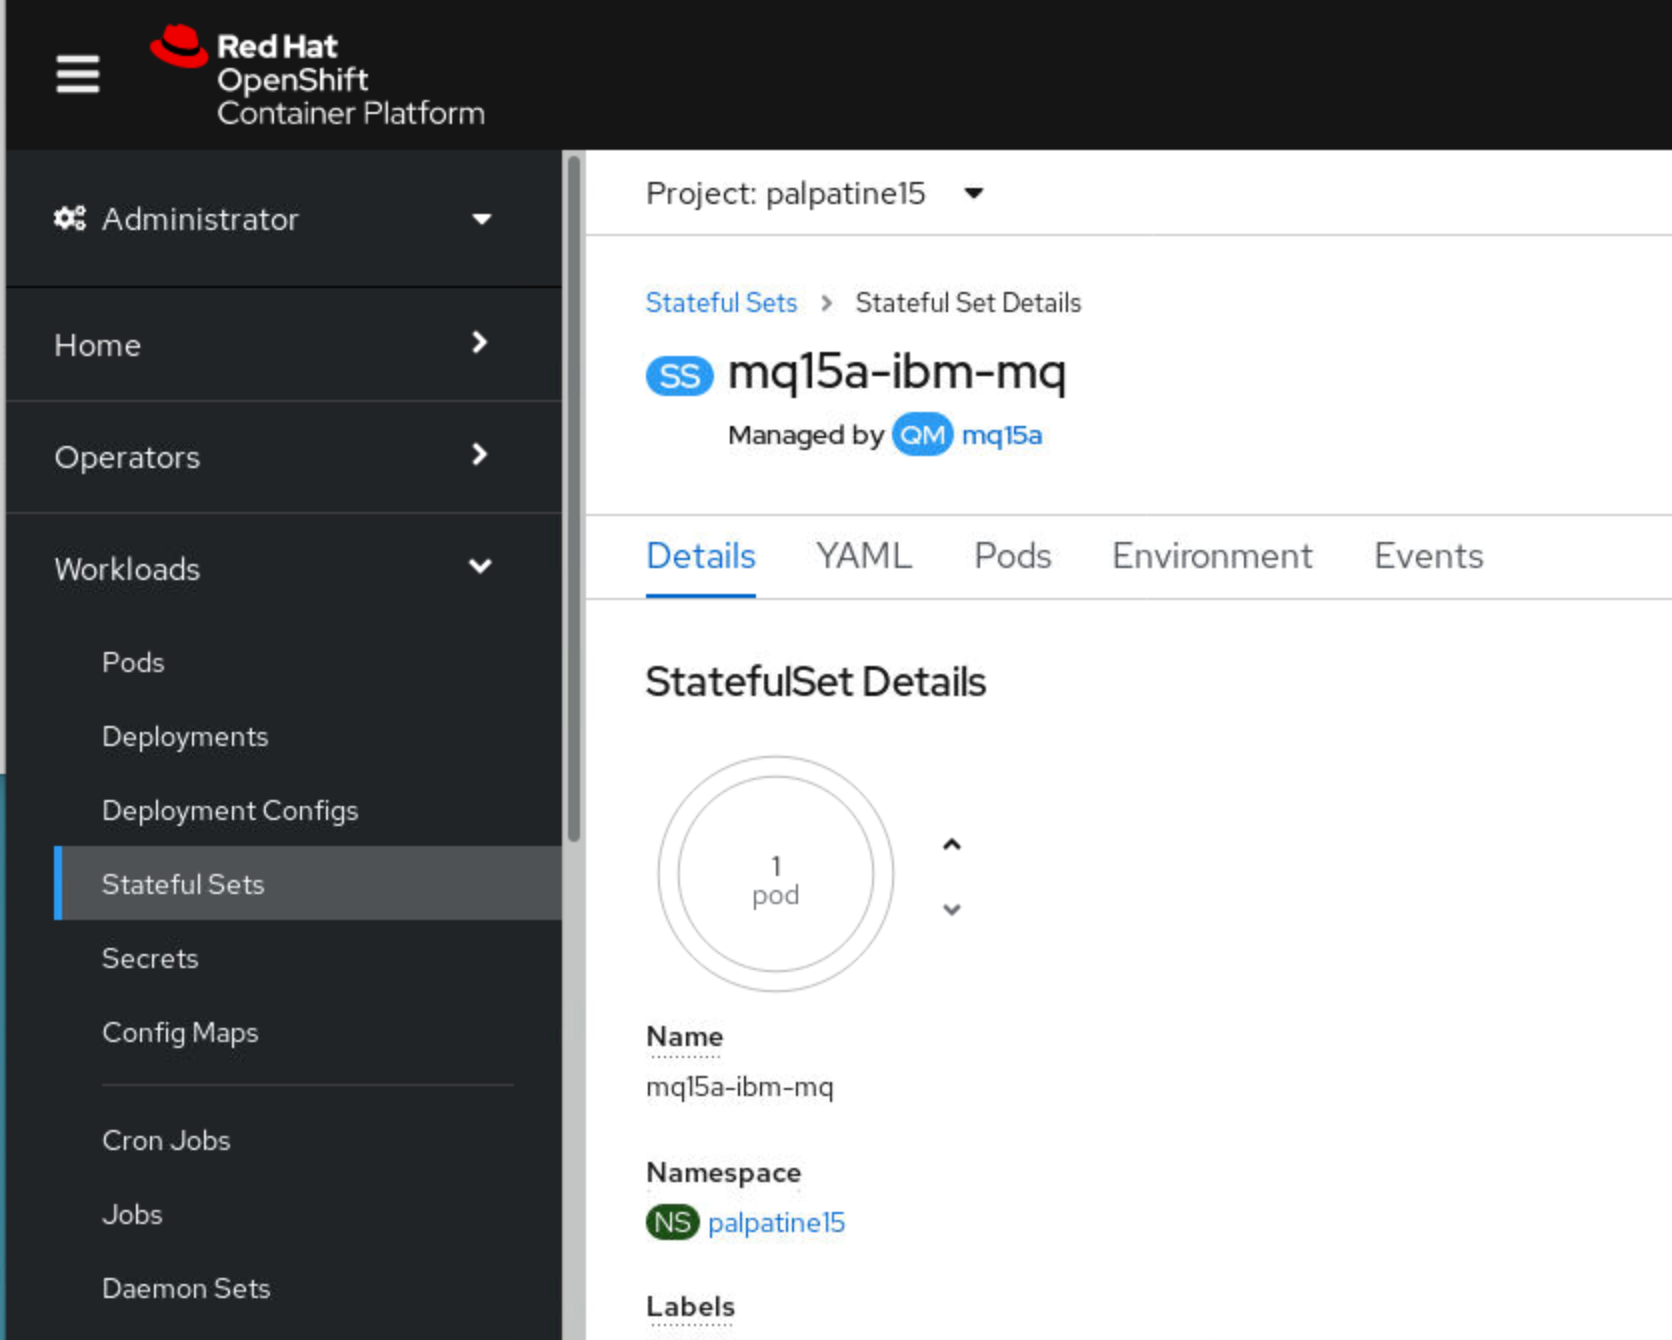 Red Hat
OpenShift
Container Platform
Administrator
Home
Operators
Workloads
Pods
Deployments
Deployment Configs
Stateful Sets
Secrets
Config Maps
Cron Jobs
Jobs
Daemon Sets
Project: palpatine15
Stateful Sets > Stateful Set Details
SS mq15a-ibm-mq
Managed by QM mq15a
Details YAML Pods Environment Events
StatefulSet Details
1
pod
Name
mq15a-ibm-mq
Namespace
NS palpatine15
Labels